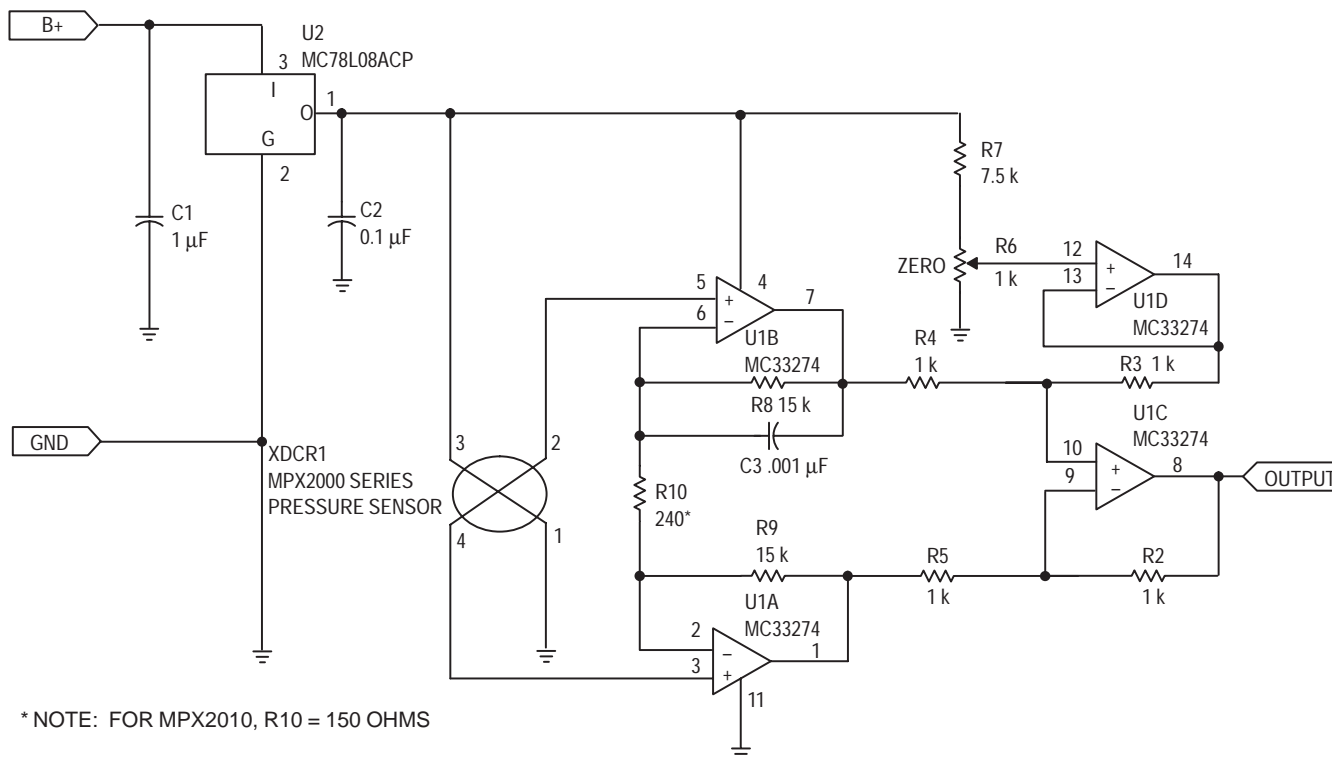 B+
U2
MC78L08ACP
3
I
1
O
G
2
C1
1 µF
C2
0.1 µF
R7
7.5 k
ZERO
R6
1 k
12
13
+
–
14
U1D
MC33274
5
6
+
–
4
7
U1B
MC33274
R8 15 k
C3 .001 µF
R4
1 k
R3 1 k
U1C
MC33274
10
9
+
–
8
OUTPUT
GND
XDCR1
MPX2000 SERIES
PRESSURE SENSOR
3
2
4
1
R10
240*
R9
15 k
R5
1 k
R2
1 k
U1A
MC33274
2
3
–
+
1
11
* NOTE: FOR MPX2010, R10 = 150 OHMS